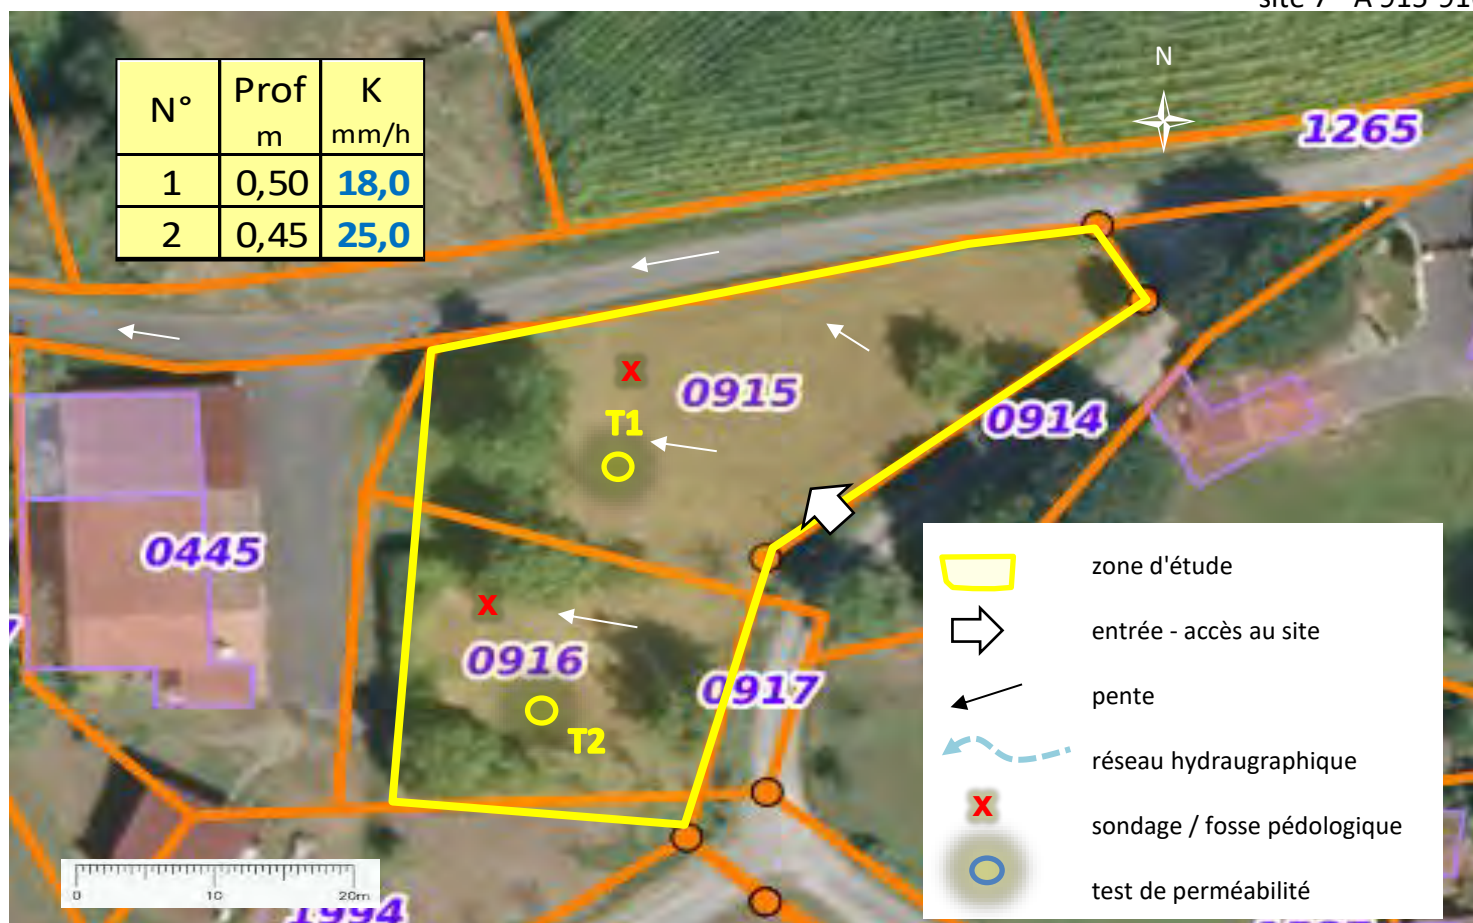 N
N° Prof m K mm/h
1 0,50 18,0
2 0,45 25,0
1265
0915
T1
0914
0445
0916
0917
T2
zone d'étude
entrée - accès au site
pente
réseau hydraugraphique
X
sondage / fosse pédologique
test de perméabilité
0 10 20m
1994
X
X